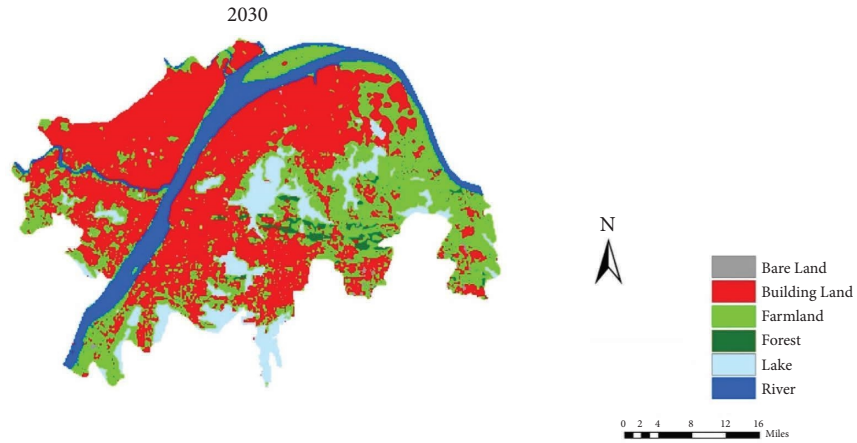 2030
N
Bare Land
Building Land
Farmland
Forest
Lake
River
0 2 4 8 12 16
Miles